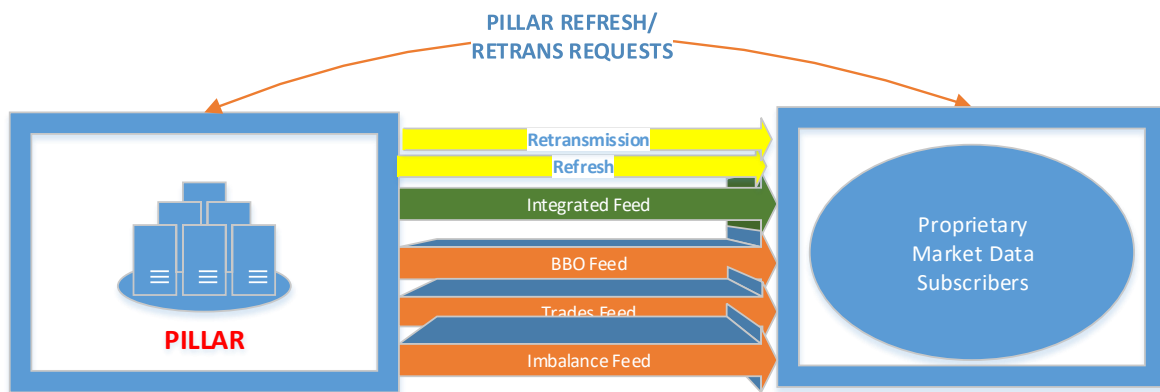 PILLAR REFRESH/
RETRANS REQUESTS
Retransmission
Refresh
Integrated Feed
BBO Feed
Trades Feed
Imbalance Feed
PILLAR
Proprietary
Market Data
Subscribers